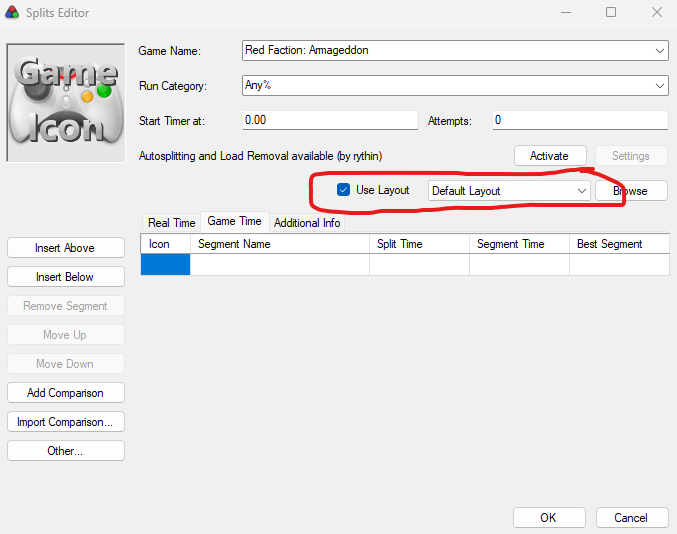 Splits Editor
Game Icon
Game Name: Red Faction: Armageddon
Run Category: Any%
Start Timer at: 0.00 Attempts: 0
Autosplitting and Load Removal available (by rythin) Activate Settings
Use Layout Default Layout Browse
Real Time Game Time Additional Info
Icon Segment Name Split Time Segment Time Best Segment
Insert Above
Insert Below
Remove Segment
Move Up
Move Down
Add Comparison
Import Comparison...
Other...
OK Cancel